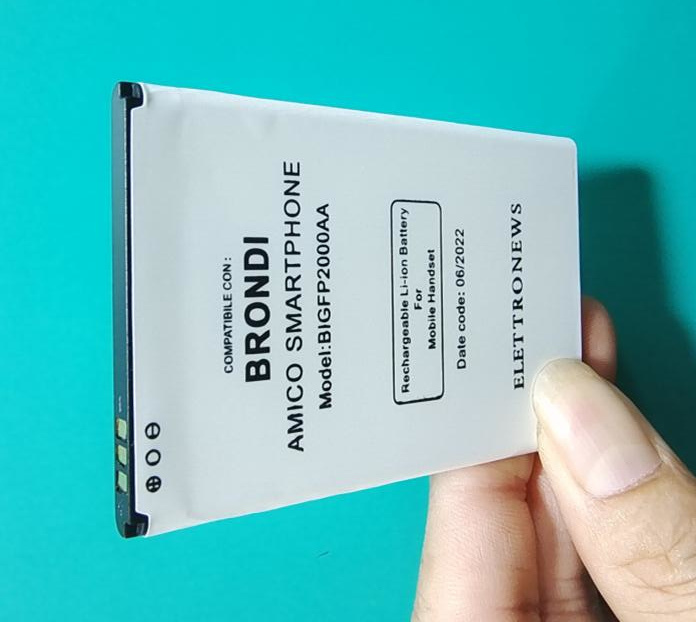 COMPATIBILE CON :
BRONDI
AMICO SMARTPHONE
Model:BIGFP2000AA
Rechargeable Li-ion Battery
For
Mobile Handset
Date code: 06/2022
ELETTRONEWS